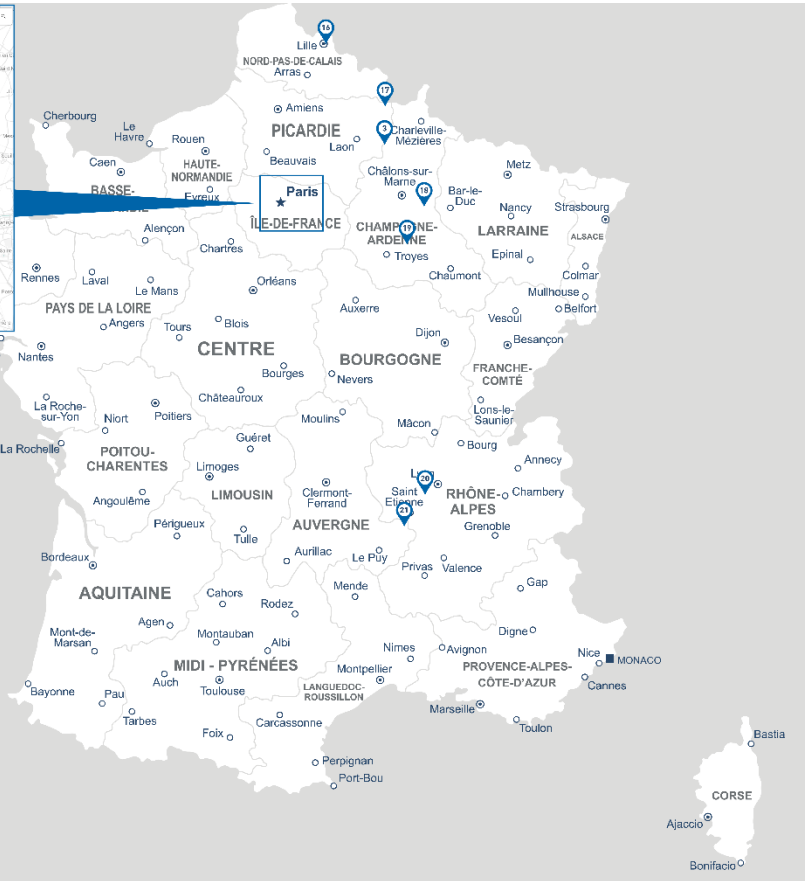 16
Lille
NORD-PAS-DE-CALAIS
Arras
17
Cherbourg
Amiens
Le
Havre
Rouen
PICARDIE
3
Charleville-
Mézières
Laon
Beauvais
Caen
HAUTE-
NORMANDIE
Châlons-sur-
Marne
Metz
BASSE-
Evreux
Paris
18
Bar-le-
Duc
Nancy
Strasbourg
ÎLE-DE-FRANCE
CHAMPAGNE-
ARDENNE
19
LARRAINE
ALSACE
Alençon
Chartres
Troyes
Epinal
Rennes
Laval
Le Mans
Orléans
Chaumont
Colmar
Mullhouse
PAYS DE LA LOIRE
Auxerre
Vesoul
Belfort
Angers
Tours
Blois
Dijon
Besançon
Nantes
CENTRE
BOURGOGNE
Bourges
Nevers
FRANCHE-
COMTÉ
Châteauroux
La Roche-
sur-Yon
Niort
Poitiers
Moulins
Mâcon
Lons-le-
Saunier
La Rochelle
Guéret
Bourg
POITOU-
CHARENTES
Limoges
Annecy
Clermont-
Ferrand
20
Saint
Etienne
21
RHÔNE-
ALPES
Chambery
Angoulême
LIMOUSIN
Périgueux
Tulle
AUVERGNE
Grenoble
Bordeaux
Aurillac
Le Puy
Privas
Valence
AQUITAINE
Cahors
Rodez
Mende
Gap
Agen
Mont-de-
Marsan
Montauban
Albi
Nimes
Avignon
Digne
MIDI - PYRÉNÉES
Montpellier
PROVENCE-ALPES-
CÔTE-D'AZUR
Nice
MONACO
Cannes
Bayonne
Pau
Auch
Toulouse
LANGUEDOC-
ROUSSILLON
Tarbes
Carcassonne
Marseille
Toulon
Foix
Perpignan
Port-Bou
Bastia
CORSE
Ajaccio
Bonifacio